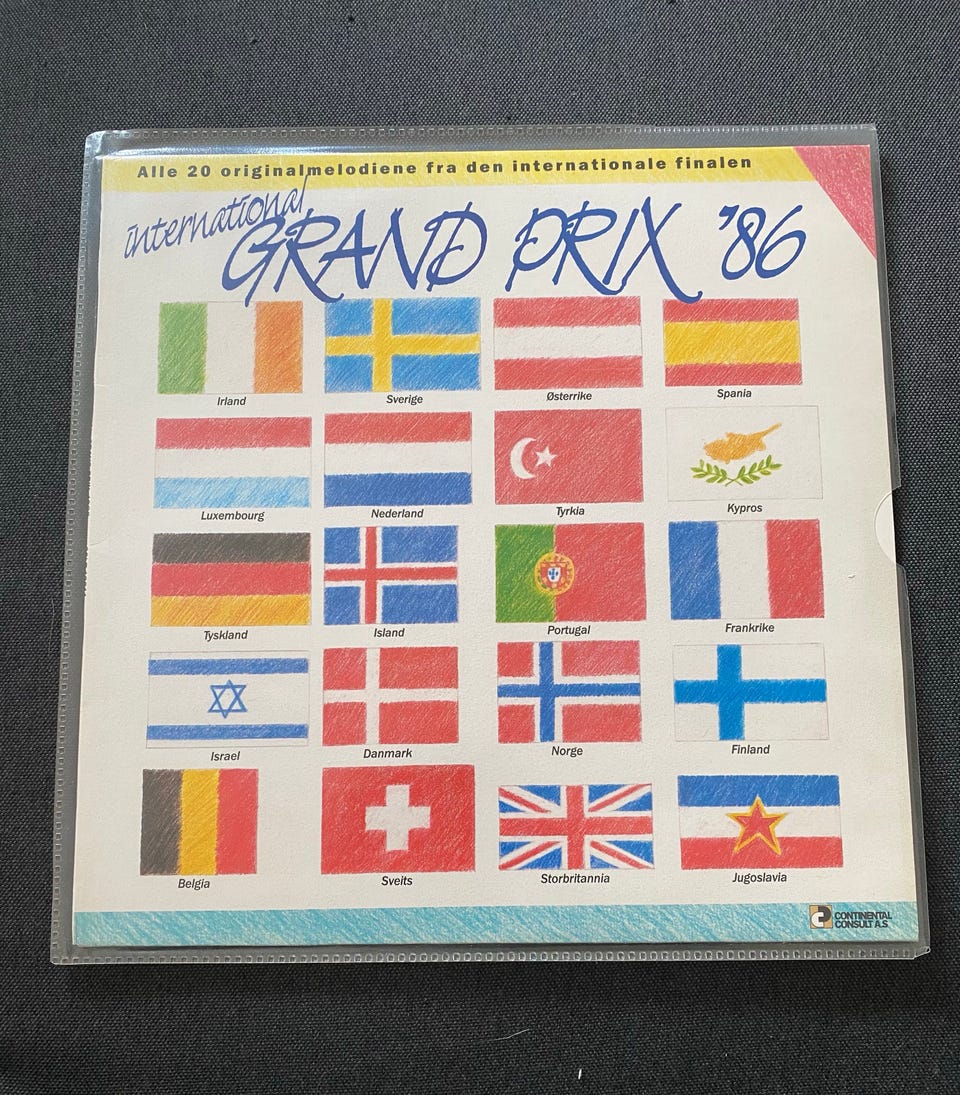 Alle 20 originalmelodiene fra den internationale finalen
international
GRAND PRIX '86
Irland
Sverige
Østerrike
Spania
Luxembourg
Nederland
Tyrkia
Kypros
Tyskland
Island
Portugal
Frankrike
Israel
Danmark
Norge
Finland
Belgia
Sveits
Storbritannia
Jugoslavia
CONTINENTAL
CONSULT A.S.